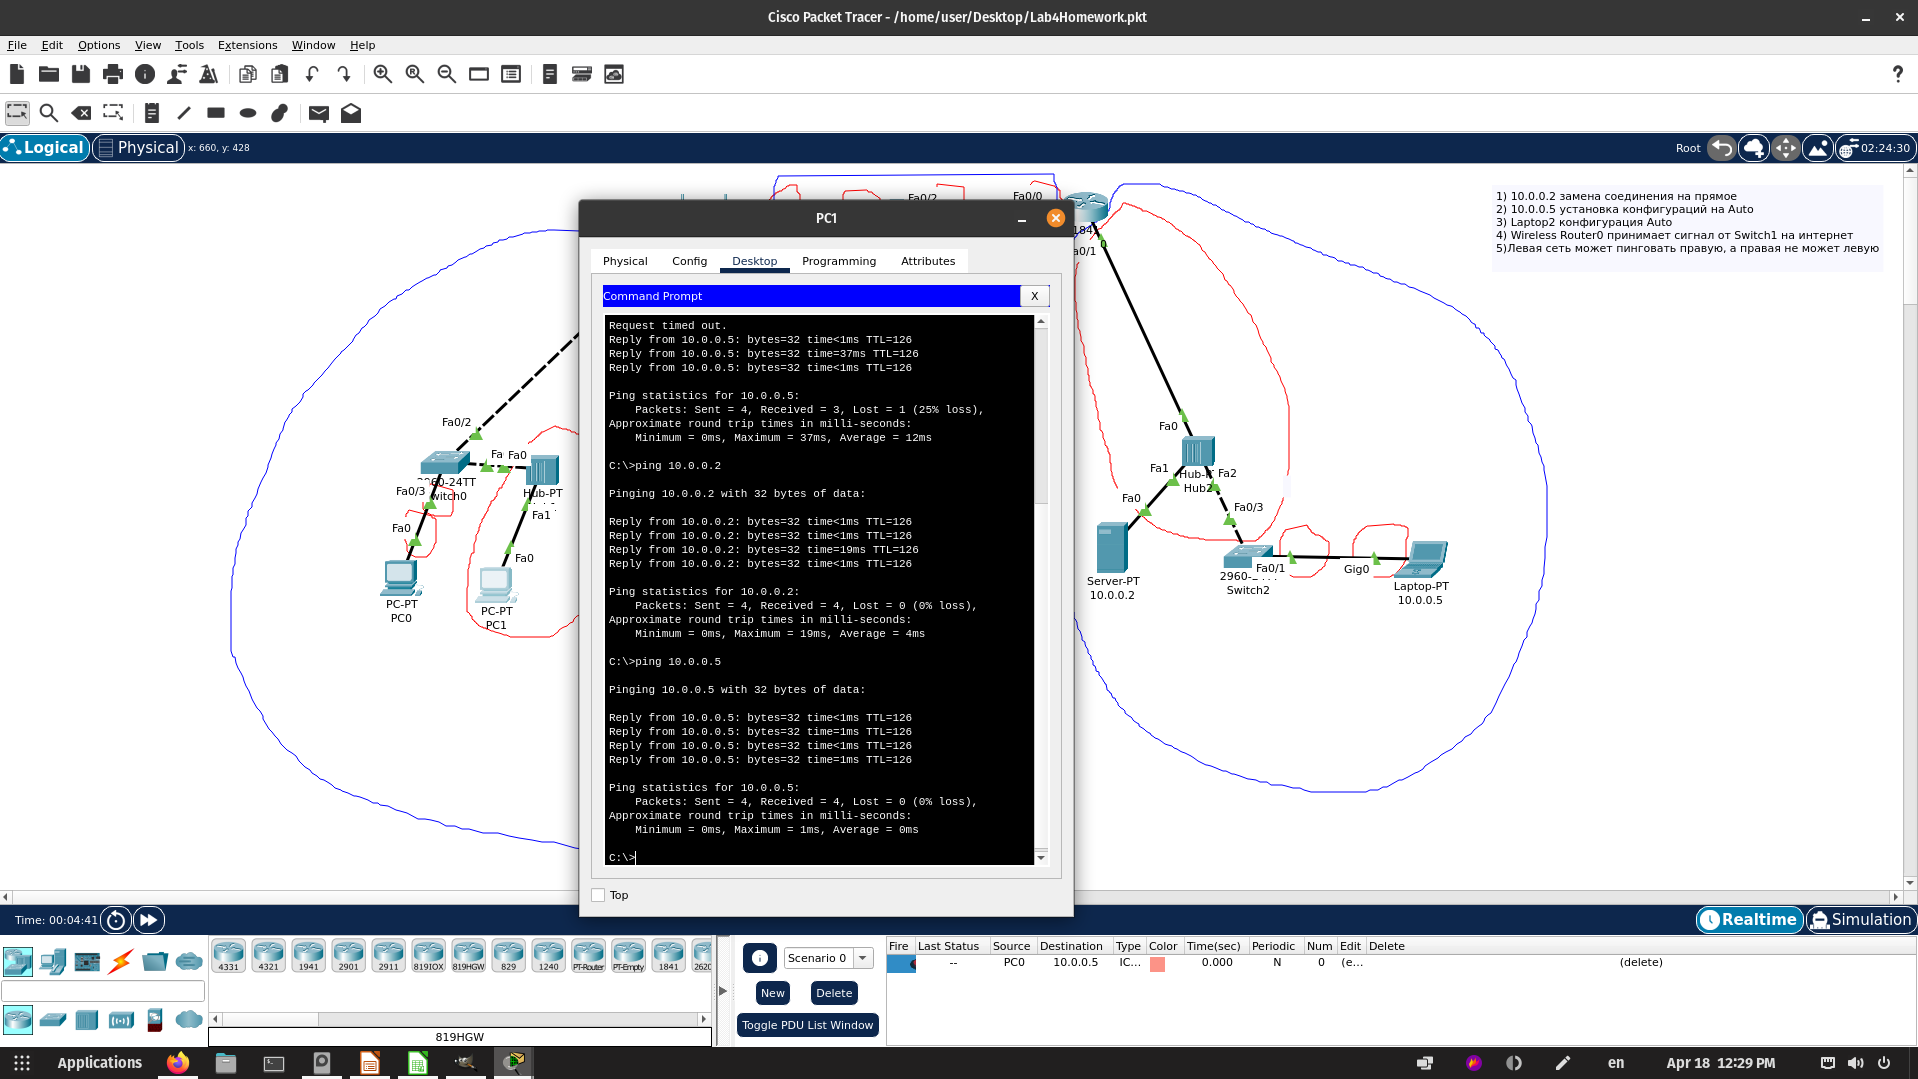 Cisco Packet Tracer - /home/user/Desktop/Lab4Homework.pkt
File Edit Options View Tools Extensions Window Help
Logical Physical x: 660, y: 428
Root 02:24:30
1) 10.0.0.2 замена соединения на прямое
2) 10.0.0.5 установка конфигураций на Auto
3) Laptop2 конфигурация Auto
4) Wireless Router0 принимает сигнал от Switch1 на интернет
5)Левая сеть может пинговать правую, а правая не может левую
Fa0/2
Fa0/0
Fa0/2
Fa Fa0
Fa0/3
Hub-PT
Fa1
Fa0
Fa0
PC-PT
PC0
PC-PT
PC1
PC1
Physical Config Desktop Programming Attributes
Command Prompt X
Request timed out.
Reply from 10.0.0.5: bytes=32 time<1ms TTL=126
Reply from 10.0.0.5: bytes=32 time=37ms TTL=126
Reply from 10.0.0.5: bytes=32 time<1ms TTL=126
Ping statistics for 10.0.0.5:
Packets: Sent = 4, Received = 3, Lost = 1 (25% loss),
Approximate round trip times in milli-seconds:
Minimum = 0ms, Maximum = 37ms, Average = 12ms
C:\>ping 10.0.0.2
Pinging 10.0.0.2 with 32 bytes of data:
Reply from 10.0.0.2: bytes=32 time<1ms TTL=126
Reply from 10.0.0.2: bytes=32 time<1ms TTL=126
Reply from 10.0.0.2: bytes=32 time=19ms TTL=126
Reply from 10.0.0.2: bytes=32 time<1ms TTL=126
Ping statistics for 10.0.0.2:
Packets: Sent = 4, Received = 4, Lost = 0 (0% loss),
Approximate round trip times in milli-seconds:
Minimum = 0ms, Maximum = 19ms, Average = 4ms
C:\>ping 10.0.0.5
Pinging 10.0.0.5 with 32 bytes of data:
Reply from 10.0.0.5: bytes=32 time<1ms TTL=126
Reply from 10.0.0.5: bytes=32 time=1ms TTL=126
Reply from 10.0.0.5: bytes=32 time<1ms TTL=126
Reply from 10.0.0.5: bytes=32 time=1ms TTL=126
Ping statistics for 10.0.0.5:
Packets: Sent = 4, Received = 4, Lost = 0 (0% loss),
Approximate round trip times in milli-seconds:
Minimum = 0ms, Maximum = 1ms, Average = 0ms
C:\>
Top
Fa0
Fa1
Fa2
Hub2
Fa0
Fa0/3
Server-PT
10.0.0.2
Fa0/1
Switch2
Gig0
Laptop-PT
10.0.0.5
Time: 00:04:41
Realtime Simulation
4331 4321 1941 2901 2911 819IOX 819HGW 829 1240 PT-Router PT-Empty 1841 2620
819HGW
Scenario 0
New Delete
Toggle PDU List Window
Fire Last Status Source Destination Type Color Time(sec) Periodic Num Edit Delete
-- PC0 10.0.0.5 IC... 0.000 N 0 (e... (delete)
Applications
en Apr 18 12:29 PM